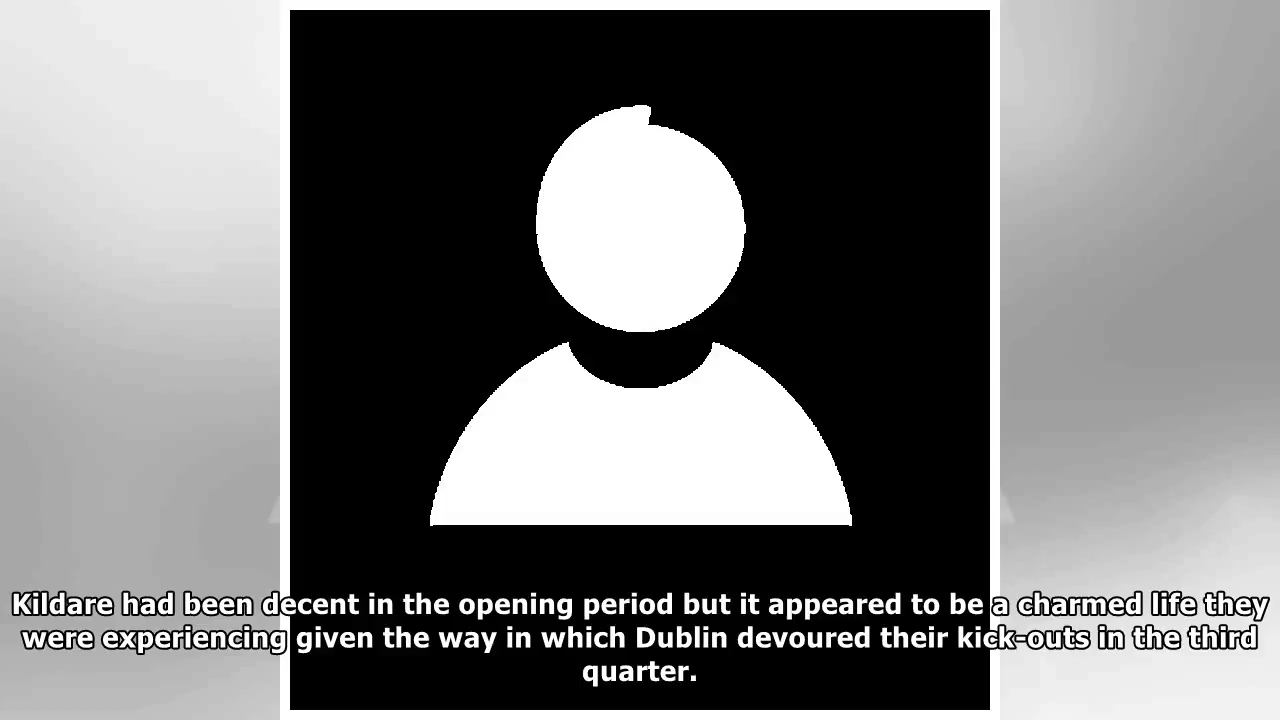 Kildare had been decent in the opening period but it appeared to be a charmed life they
were experiencing given the way in which Dublin devoured their kick-outs in the third
quarter.